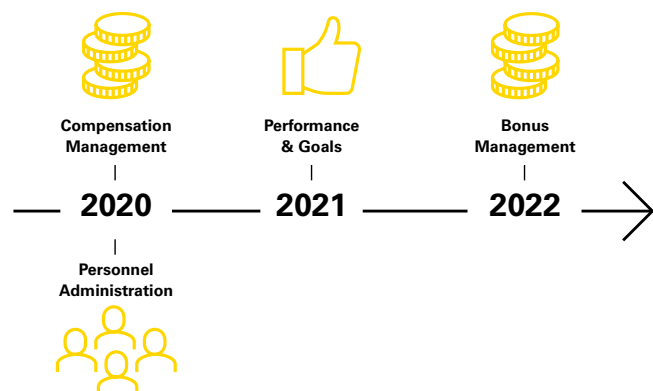 Compensation
Management
Performance
& Goals
Bonus
Management
2020
2021
2022
Personnel
Administration